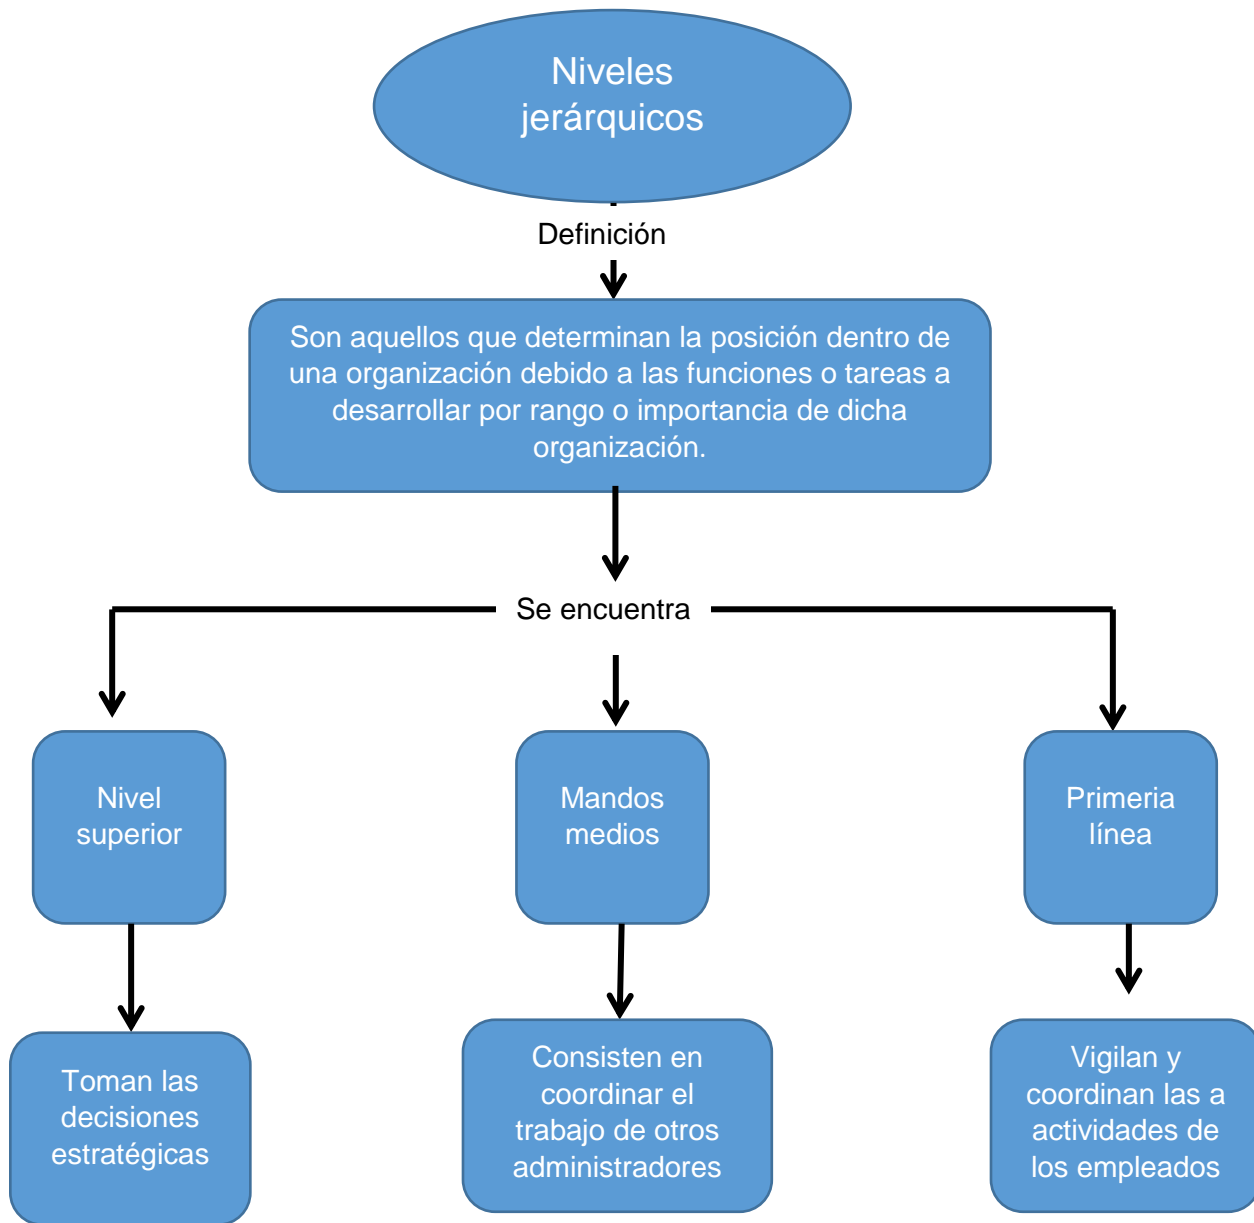 Niveles
jerárquicos
Definición
Son aquellos que determinan la posición dentro de
una organización debido a las funciones o tareas a
desarrollar por rango o importancia de dicha
organización.
Se encuentra
Nivel
superior
Mandos
medios
Primeria
línea
Toman las
decisiones
estratégicas
Consisten en
coordinar el
trabajo de otros
administradores
Vigilan y
coordinan las a
actividades de
los empleados